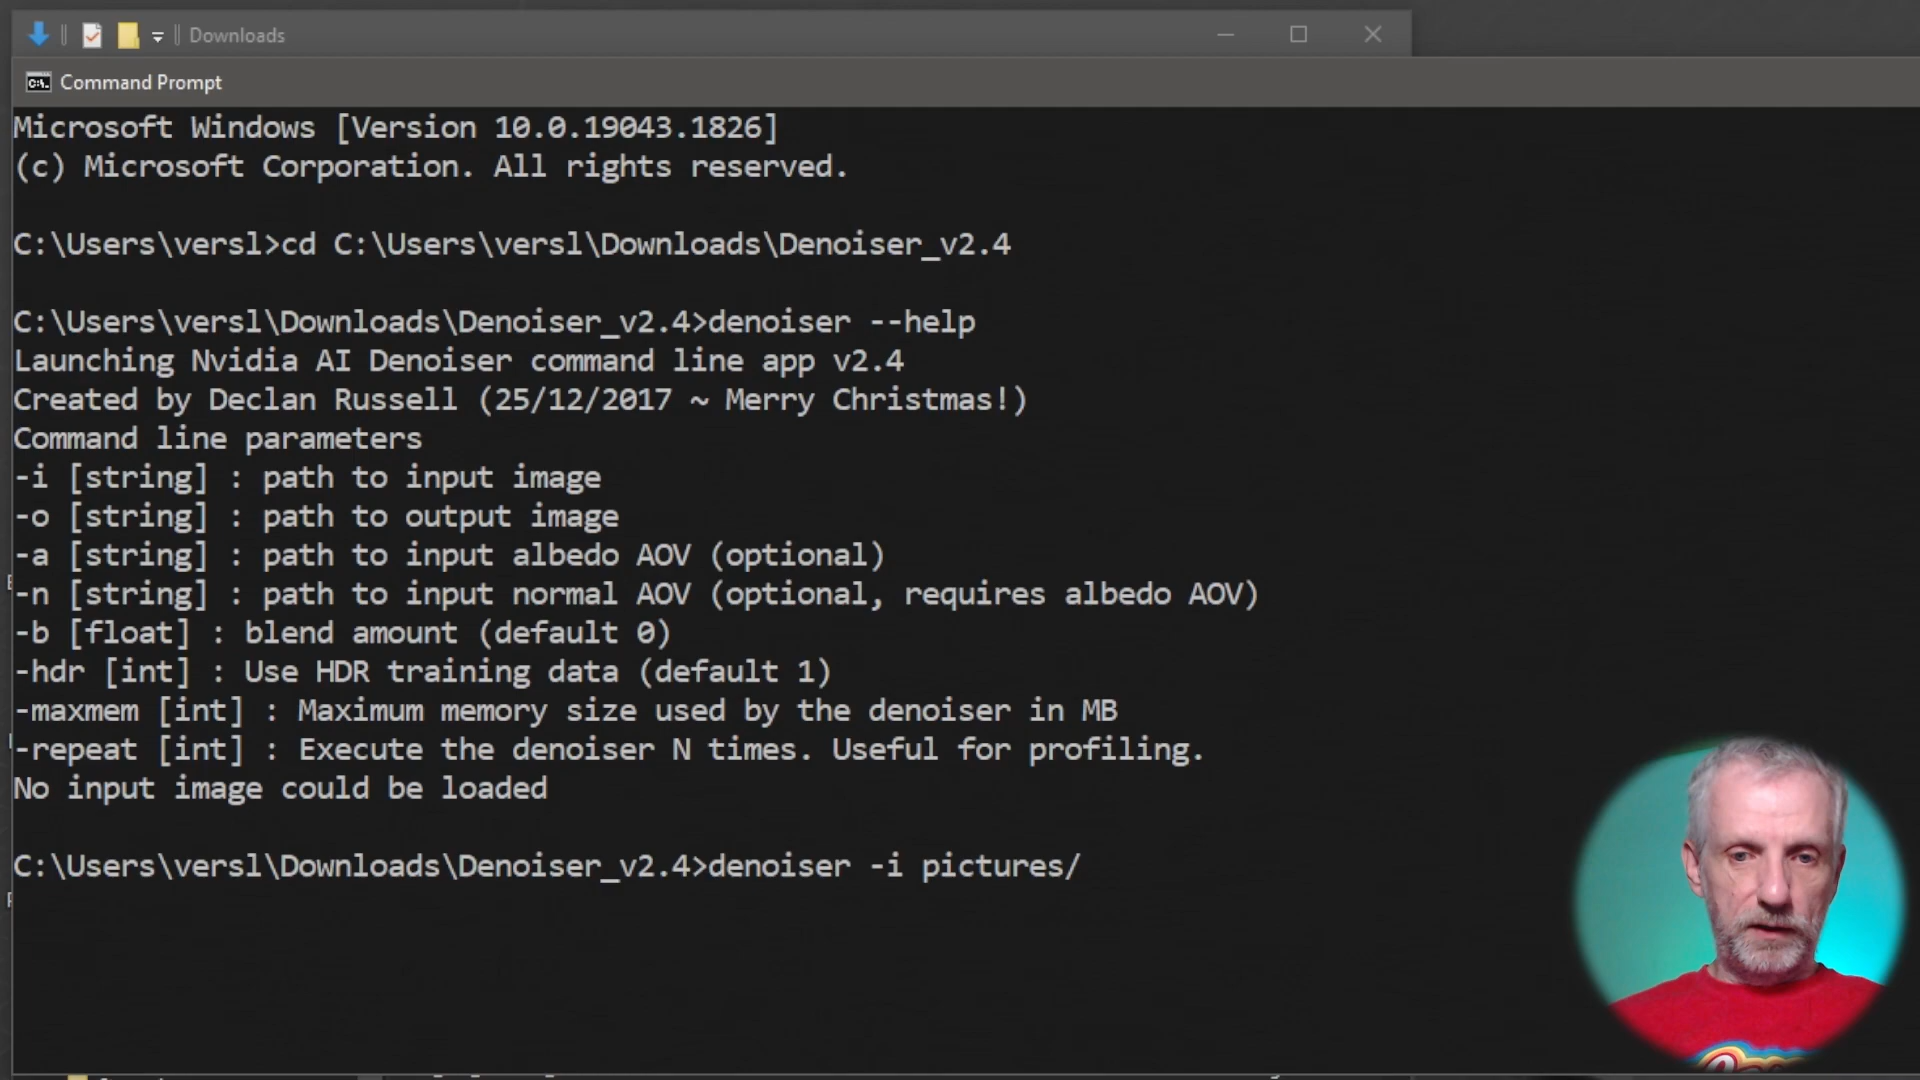 Downloads
Command Prompt
Microsoft Windows [Version 10.0.19043.1826]
(c) Microsoft Corporation. All rights reserved.
C:\Users\versl>cd C:\Users\versl\Downloads\Denoiser_v2.4
C:\Users\versl\Downloads\Denoiser_v2.4>denoiser --help
Launching Nvidia AI Denoiser command line app v2.4
Created by Declan Russell (25/12/2017 ~ Merry Christmas!)
Command line parameters
-i [string] : path to input image
-o [string] : path to output image
-a [string] : path to input albedo AOV (optional)
-n [string] : path to input normal AOV (optional, requires albedo AOV)
-b [float] : blend amount (default 0)
-hdr [int] : Use HDR training data (default 1)
-maxmem [int] : Maximum memory size used by the denoiser in MB
-repeat [int] : Execute the denoiser N times. Useful for profiling.
No input image could be loaded
C:\Users\versl\Downloads\Denoiser_v2.4>denoiser -i pictures/